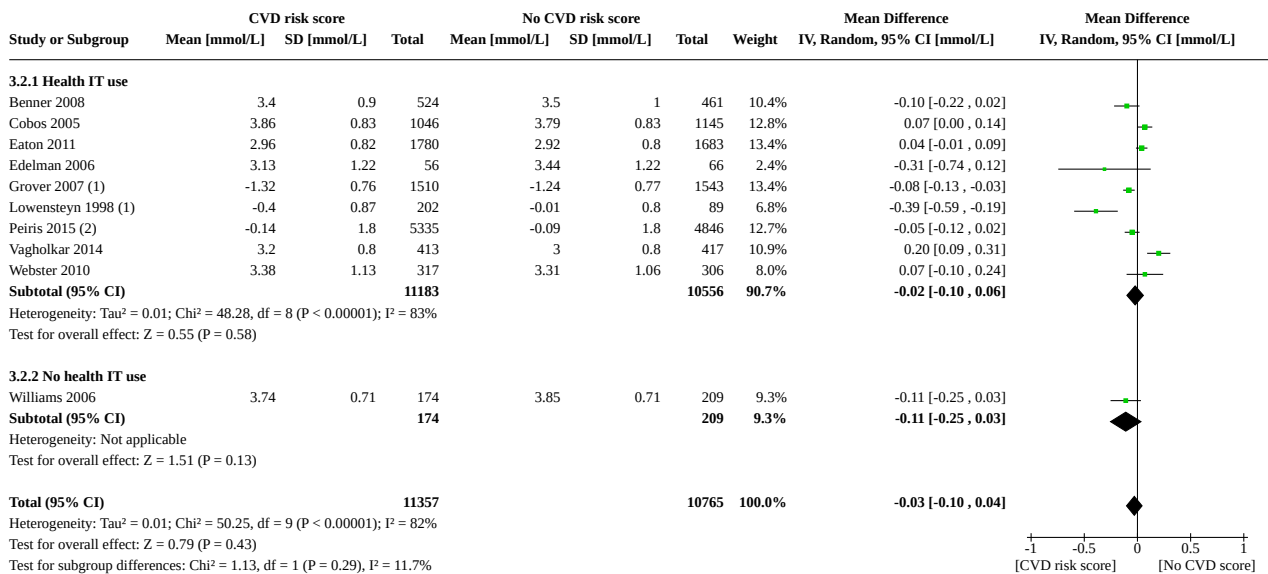 CVD risk score No CVD risk score Mean Difference Mean Difference
Study or Subgroup Mean [mmol/L] SD [mmol/L] Total Mean [mmol/L] SD [mmol/L] Total Weight IV, Random, 95% CI [mmol/L] IV, Random, 95% CI [mmol/L]
3.2.1 Health IT use
Benner 2008 3.4 0.9 524 3.5 1 461 10.4% -0.10 [-0.22 , 0.02]
Cobos 2005 3.86 0.83 1046 3.79 0.83 1145 12.8% 0.07 [0.00 , 0.14]
Eaton 2011 2.96 0.82 1780 2.92 0.8 1683 13.4% 0.04 [-0.01 , 0.09]
Edelman 2006 3.13 1.22 56 3.44 1.22 66 2.4% -0.31 [-0.74 , 0.12]
Grover 2007 (1) -1.32 0.76 1510 -1.24 0.77 1543 13.4% -0.08 [-0.13 , -0.03]
Lowensteyn 1998 (1) -0.4 0.87 202 -0.01 0.8 89 6.8% -0.39 [-0.59 , -0.19]
Peiris 2015 (2) -0.14 1.8 5335 -0.09 1.8 4846 12.7% -0.05 [-0.12 , 0.02]
Vagholkar 2014 3.2 0.8 413 3 0.8 417 10.9% 0.20 [0.09 , 0.31]
Webster 2010 3.38 1.13 317 3.31 1.06 306 8.0% 0.07 [-0.10 , 0.24]
Subtotal (95% CI) 11183 10556 90.7% -0.02 [-0.10 , 0.06]
Heterogeneity: Tau² = 0.01; Chi² = 48.28, df = 8 (P < 0.00001); I² = 83%
Test for overall effect: Z = 0.55 (P = 0.58)
3.2.2 No health IT use
Williams 2006 3.74 0.71 174 3.85 0.71 209 9.3% -0.11 [-0.25 , 0.03]
Subtotal (95% CI) 174 209 9.3% -0.11 [-0.25 , 0.03]
Heterogeneity: Not applicable
Test for overall effect: Z = 1.51 (P = 0.13)
Total (95% CI) 11357 10765 100.0% -0.03 [-0.10 , 0.04]
Heterogeneity: Tau² = 0.01; Chi² = 50.25, df = 9 (P < 0.00001); I² = 82%
Test for overall effect: Z = 0.79 (P = 0.43)
Test for subgroup differences: Chi² = 1.13, df = 1 (P = 0.29), I² = 11.7%
-1 -0.5 0 0.5 1
[CVD risk score] [No CVD score]